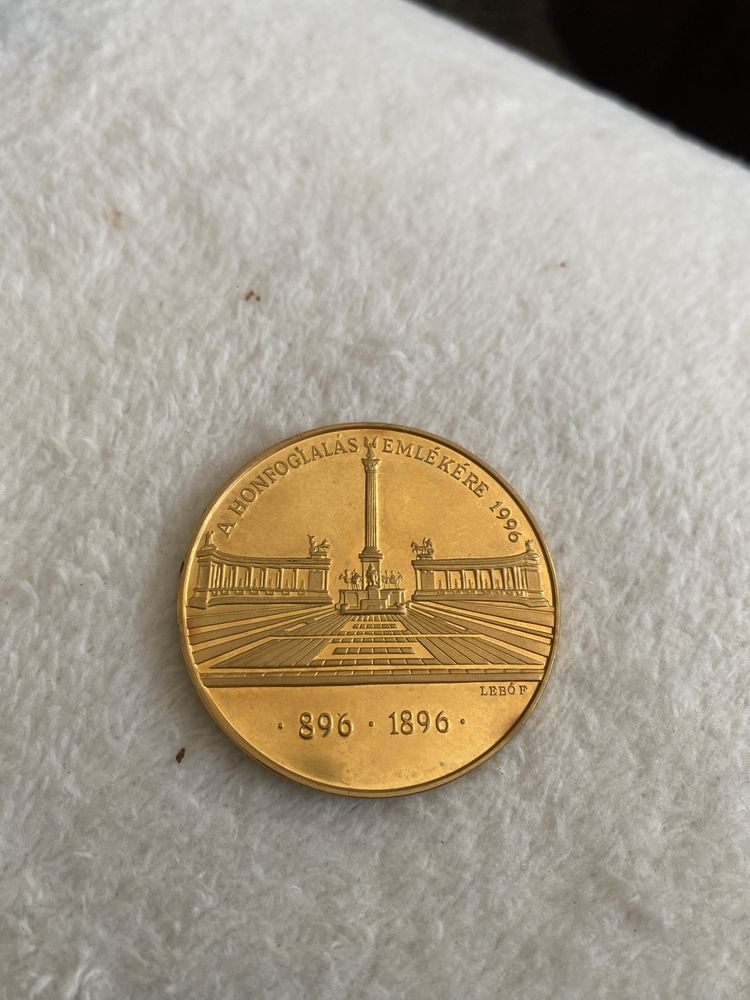 A HONFOGLALÁS EMLÉKÉRE 1996
LEBÓ F
· 896 · 1896 ·